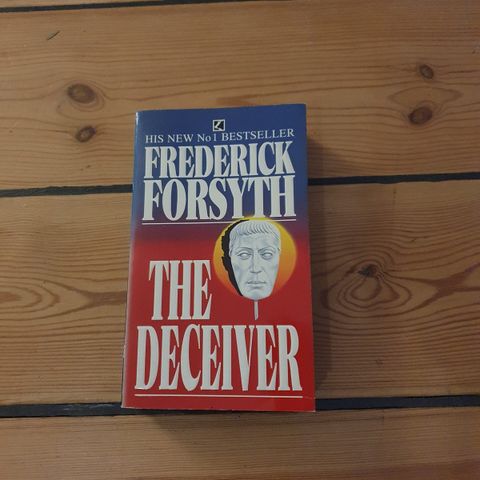 HIS NEW No1 BESTSELLER
FREDERICK
FORSYTH
THE
DECEIVER